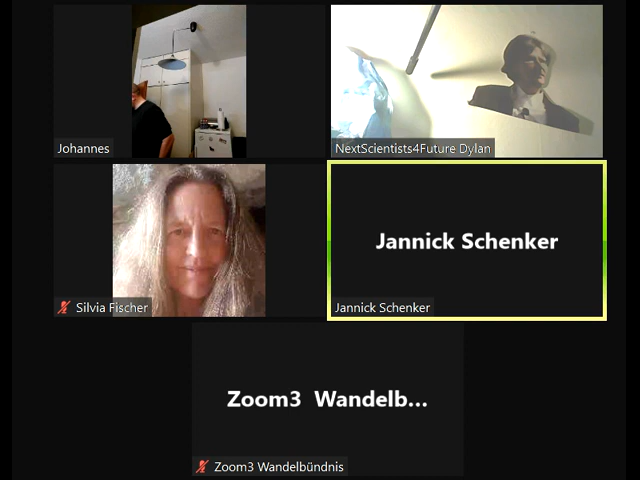 Johannes
NextScientists4Future Dylan
Silvia Fischer
Jannick Schenker
Jannick Schenker
Zoom3 Wandelb...
Zoom3 Wandelbündnis